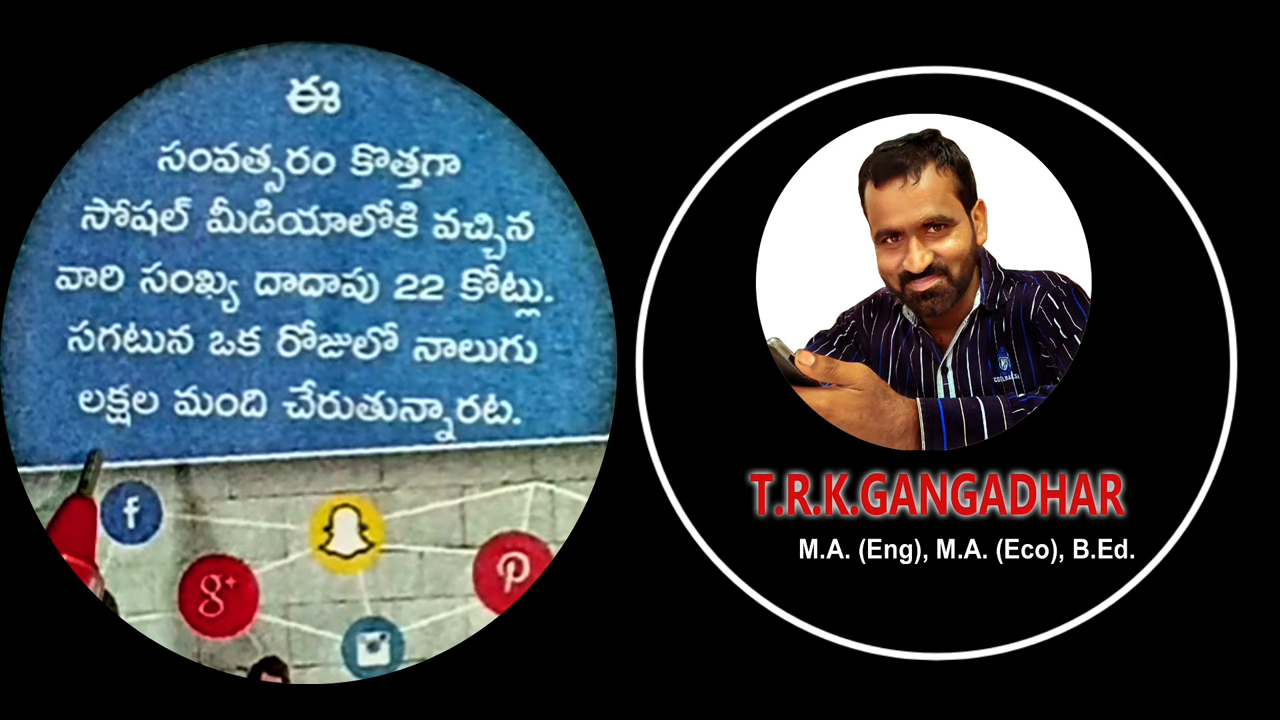 ఈ
సంవత్సరం కొత్తగా
సోషల్ మీడియాలోకి వచ్చిన
వారి సంఖ్య దాదాపు 22 కోట్లు.
సగటున ఒక రోజులో నాలుగు
లక్షల మంది చేరుతున్నారట.
T.R.K.GANGADHAR
M.A. (Eng), M.A. (Eco), B.Ed.